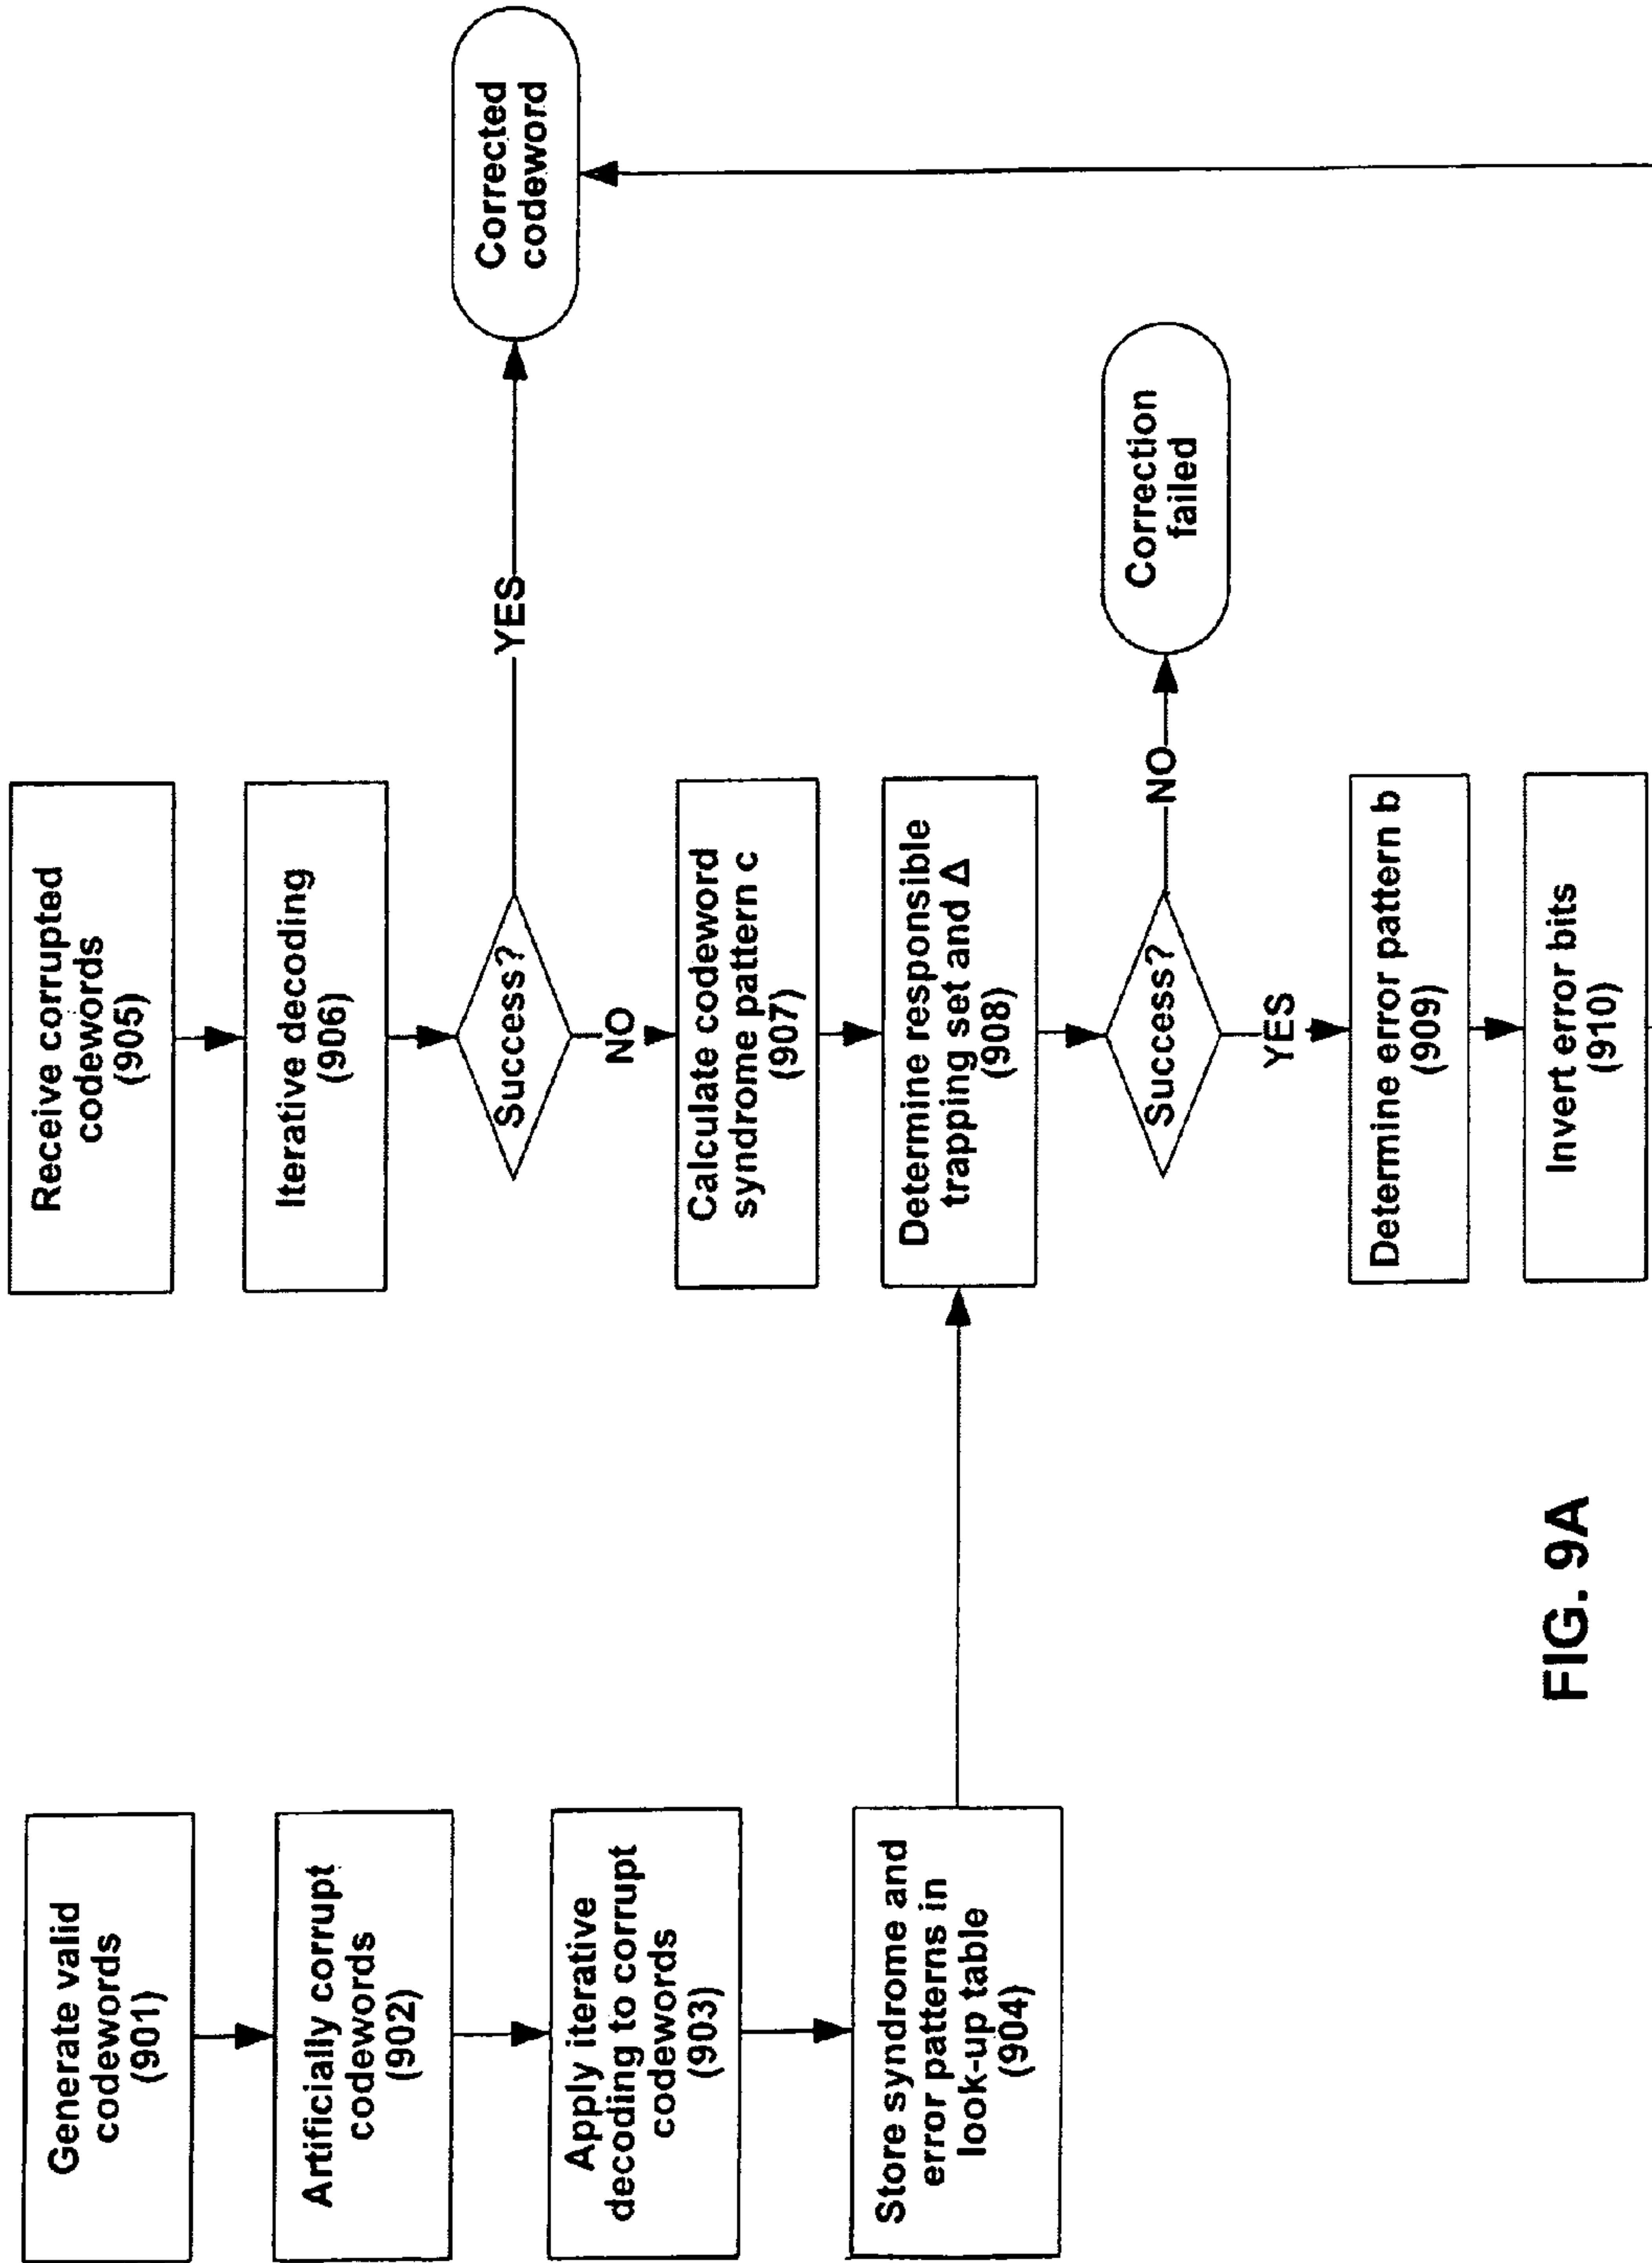 Generate valid
codewords
(901)
Artificially corrupt
codewords
(902)
Apply iterative
decoding to corrupt
codewords
(903)
Store syndrome and
error patterns in
look-up table
(904)
Receive corrupted
codewords
(905)
Iterative decoding
(906)
Success?
YES
Corrected
codeword
NO
Calculate codeword
syndrome pattern c
(907)
Determine responsible
trapping set and Δ
(908)
Success?
NO
Correction
failed
YES
Determine error pattern b
(909)
Invert error bits
(910)
FIG. 9A